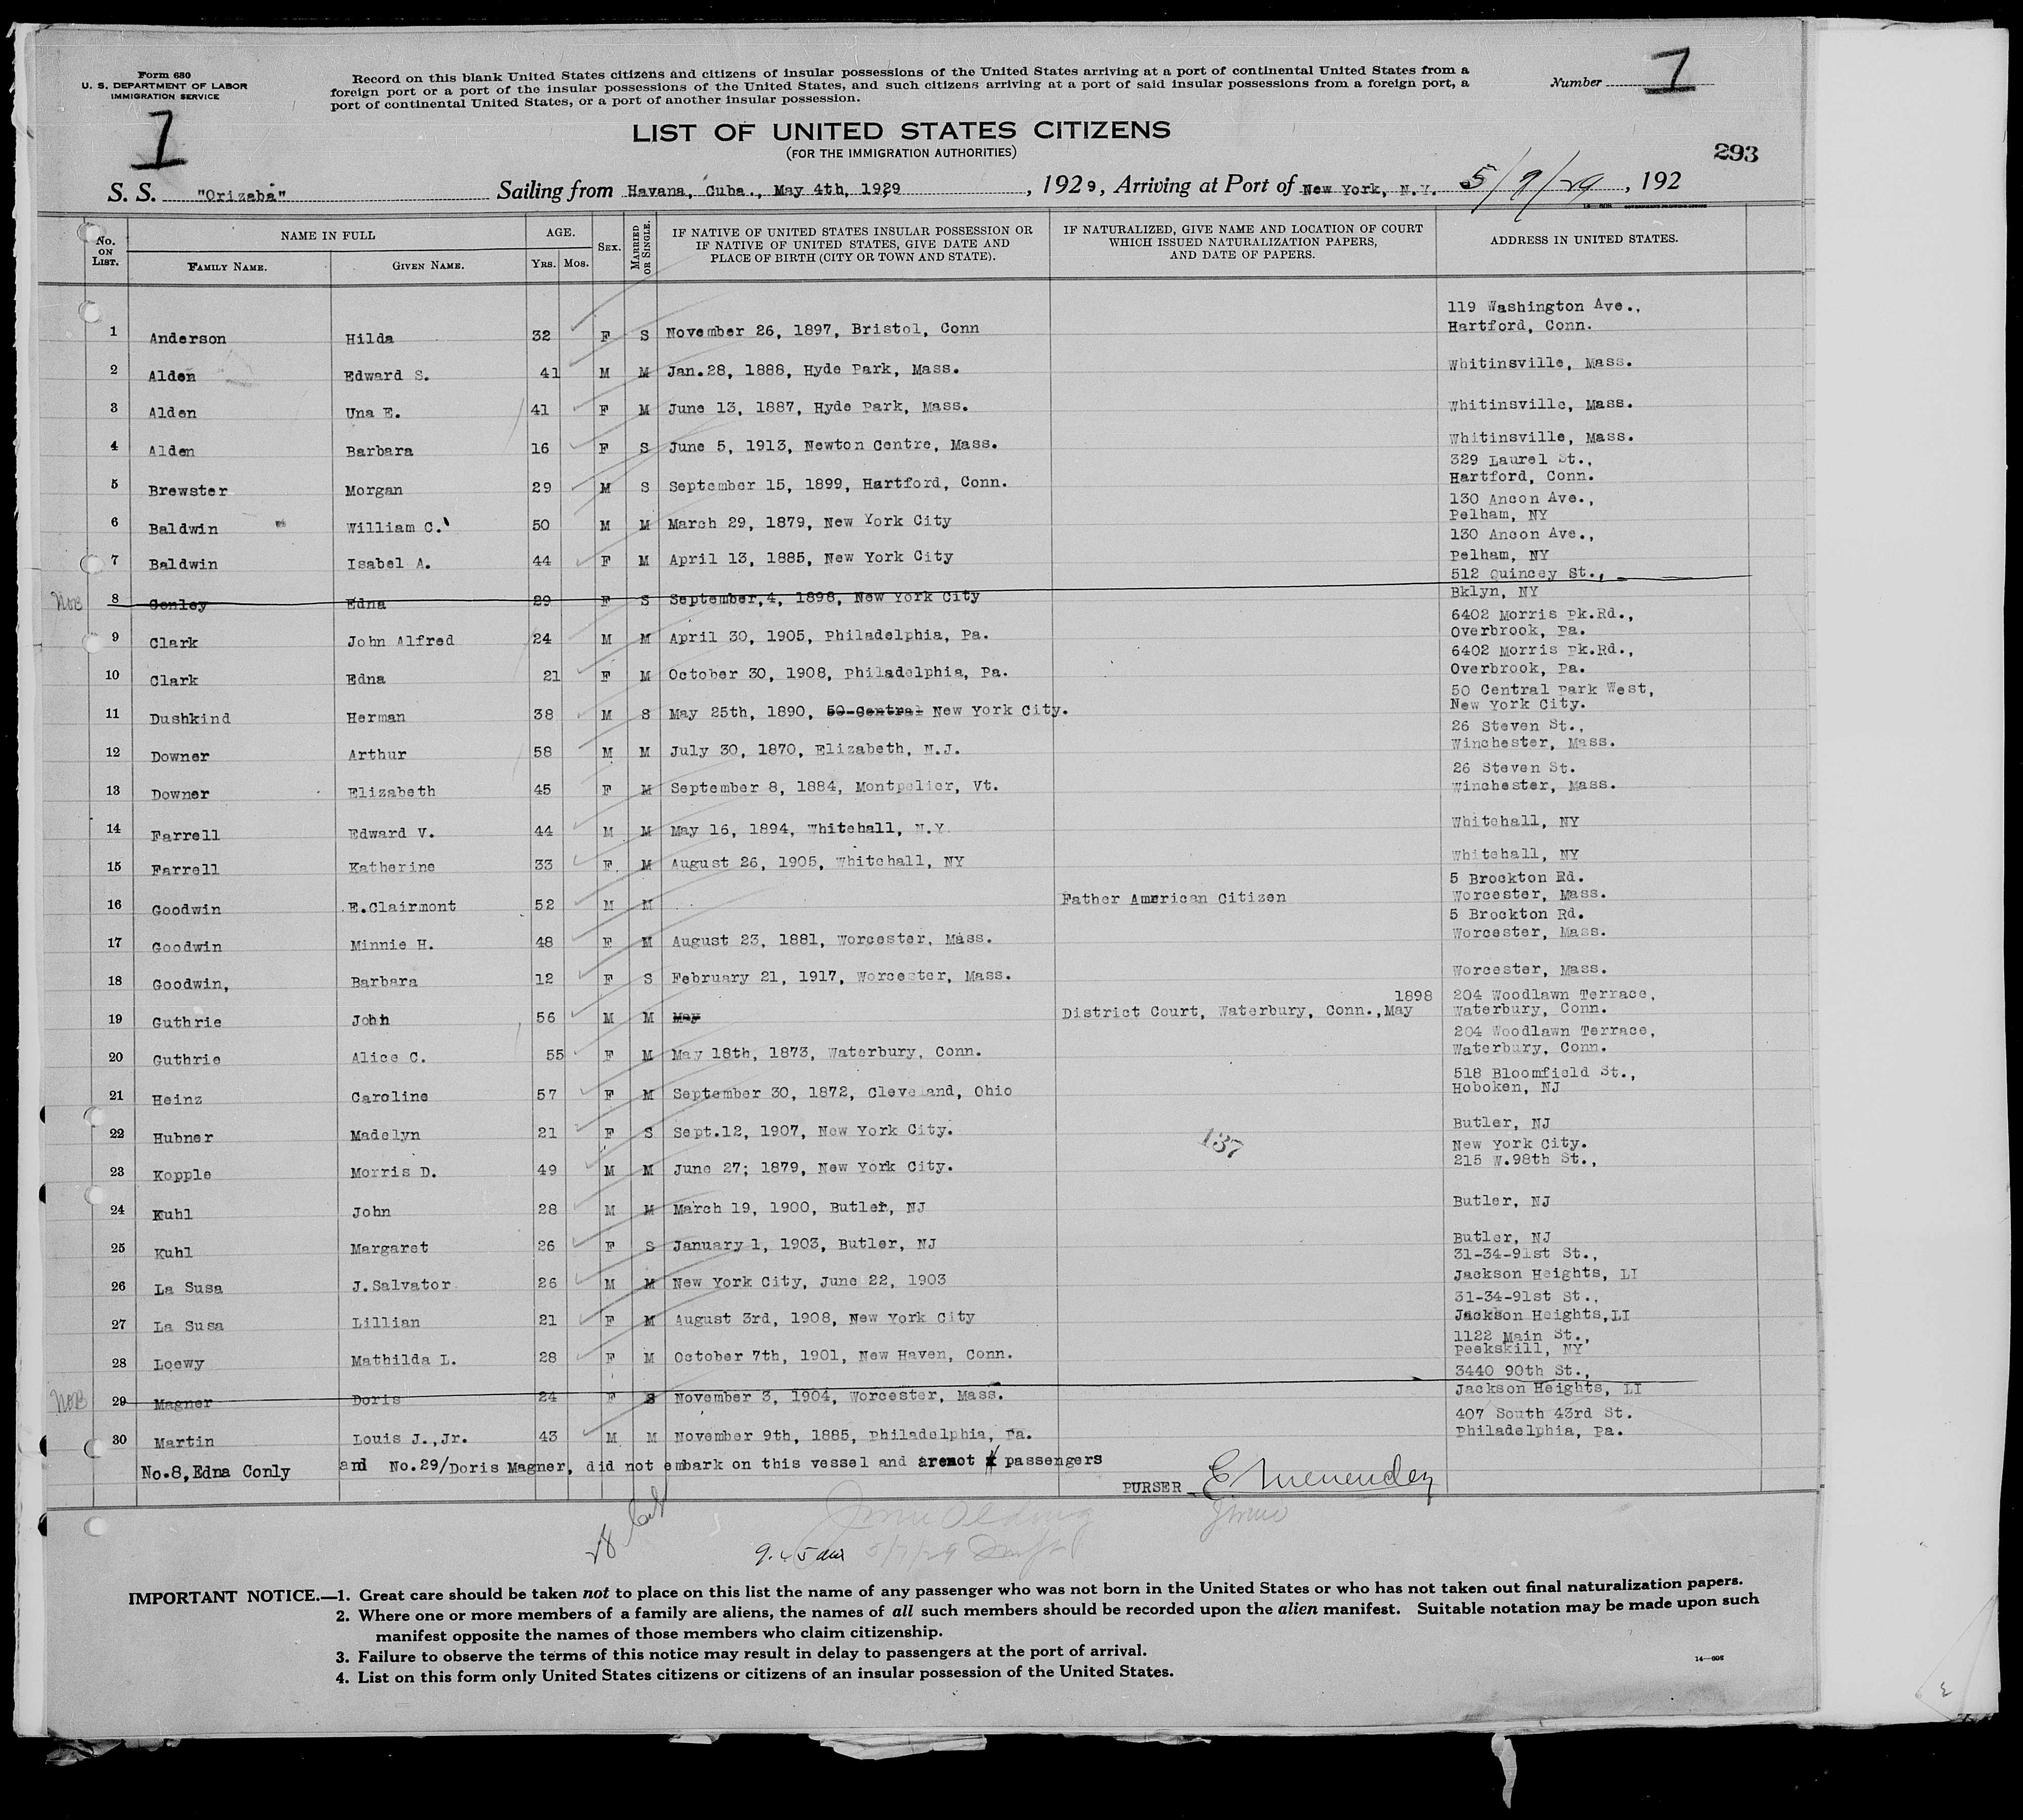 Form 630
U. S. DEPARTMENT OF LABOR
IMMIGRATION SERVICE
Record on this blank United States citizens and citizens of insular possessions of the United States arriving at a port of continental United States from a
foreign port or a port of the insular possessions of the United States, and such citizens arriving at a port of said insular possessions from a foreign port, a
port of continental United States, or a port of another insular possession.
Number 7
7
LIST OF UNITED STATES CITIZENS
(FOR THE IMMIGRATION AUTHORITIES)
293
S. S. "Orizaba" Sailing from Havana, Cuba., May 4th, 1929, 1929, Arriving at Port of New York, N.Y. 5/7/29, 192
No. ON LIST. NAME IN FULL FAMILY NAME. GIVEN NAME. AGE. YRS. MOS. SEX. MARRIED OR SINGLE. IF NATIVE OF UNITED STATES INSULAR POSSESSION OR IF NATIVE OF UNITED STATES, GIVE DATE AND PLACE OF BIRTH (CITY OR TOWN AND STATE). IF NATURALIZED, GIVE NAME AND LOCATION OF COURT WHICH ISSUED NATURALIZATION PAPERS, AND DATE OF PAPERS. ADDRESS IN UNITED STATES.
1 Anderson Hilda 32 F S November 26, 1897, Bristol, Conn 119 Washington Ave., Hartford, Conn.
2 Alden Edward S. 41 M M Jan.28, 1888, Hyde Park, Mass. Whitinsville, Mass.
3 Alden Una E. 41 F M June 13, 1887, Hyde Park, Mass. Whitinsville, Mass.
4 Alden Barbara 16 F S June 5, 1913, Newton Centre, Mass. Whitinsville, Mass.
5 Brewster Morgan 29 M S September 15, 1899, Hartford, Conn. 329 Laurel St., Hartford, Conn.
6 Baldwin William C. 50 M M March 29, 1879, New York City 130 Ancon Ave., Pelham, NY
7 Baldwin Isabel A. 44 F M April 13, 1885, New York City 130 Ancon Ave., Pelham, NY
NOB 8 Conley Edna 29 F S September,4, 1898, New York City 512 Quincey St., Bklyn, NY
9 Clark John Alfred 24 M M April 30, 1905, Philadelphia, Pa. 6402 Morris Pk.Rd., Overbrook, Pa.
10 Clark Edna 21 F M October 30, 1908, Philadelphia, Pa. 6402 Morris Pk.Rd., Overbrook, Pa.
11 Dushkind Herman 38 M S May 25th, 1890, 50 Central New York City. 50 Central Park West, New York City.
12 Downer Arthur 58 M M July 30, 1870, Elizabeth, N.J. 26 Steven St., Winchester, Mass.
13 Downer Elizabeth 45 F M September 8, 1884, Montpelier, Vt. 26 Steven St. Winchester, Mass.
14 Farrell Edward V. 44 M M May 16, 1894, Whitehall, N.Y. Whitehall, NY
15 Farrell Katherine 33 F. M August 26, 1905, Whitehall, NY Whitehall, NY
16 Goodwin E.Clairmont 52 M M Father American Citizen 5 Brockton Rd. Worcester, Mass.
17 Goodwin Minnie H. 48 F M August 23, 1881, Worcester, Mass. 5 Brockton Rd. Worcester, Mass.
18 Goodwin, Barbara 12 F S February 21, 1917, Worcester, Mass. Worcester, Mass.
19 Guthrie John 56 M M May District Court, Waterbury, Conn.,May 1898 204 Woodlawn Terrace, Waterbury, Conn.
20 Guthrie Alice C. 55 F M May 18th, 1873, Waterbury, Conn. 204 Woodlawn Terrace, Waterbury, Conn.
21 Heinz Caroline 57 F M September 30, 1872, Cleveland, Ohio 518 Bloomfield St., Hoboken, NJ
22 Hubner Madelyn 21 F S Sept.12, 1907, New York City. 137 Butler, NJ
23 Kopple Morris D. 49 M M June 27; 1879, New York City. New York City. 215 W.98th St.,
24 Kuhl John 28 M M March 19, 1900, Butler, NJ Butler, NJ
25 Kuhl Margaret 26 F S January 1, 1903, Butler, NJ Butler, NJ
26 La Susa J.Salvator 26 M M New York City, June 22, 1903 31-34-91st St., Jackson Heights, LI
27 La Susa Lillian 21 F M August 3rd, 1908, New York City 31-34-91st St., Jackson Heights,LI
28 Loewy Mathilda L. 28 F M October 7th, 1901, New Haven, Conn. 1122 Main St., Peekskill, NY
NOB 29 Magner Doris 24 F S November 3, 1904, Worcester, Mass. 3440 90th St., Jackson Heights, LI
30 Martin Louis J.,Jr. 43 M M November 9th, 1885, Philadelphia, Pa. 407 South 43rd St. Philadelphia, Pa.
No.8,Edna Conly and No.29/Doris Magner, did not embark on this vessel and arenot passengers
PURSER E Menendez
9.45 am 5/7/29
IMPORTANT NOTICE.—1. Great care should be taken not to place on this list the name of any passenger who was not born in the United States or who has not taken out final naturalization papers.
2. Where one or more members of a family are aliens, the names of all such members should be recorded upon the alien manifest. Suitable notation may be made upon such
manifest opposite the names of those members who claim citizenship.
3. Failure to observe the terms of this notice may result in delay to passengers at the port of arrival.
4. List on this form only United States citizens or citizens of an insular possession of the United States.